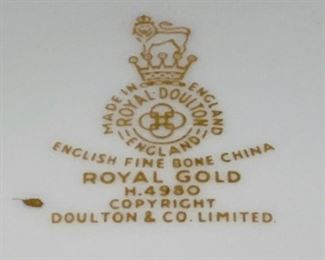 MADE IN ENGLAND
ROYAL·DOULTON
ENGLAND
ENGLISH FINE BONE CHINA
ROYAL GOLD
H.4980
COPYRIGHT
DOULTON & CO. LIMITED.